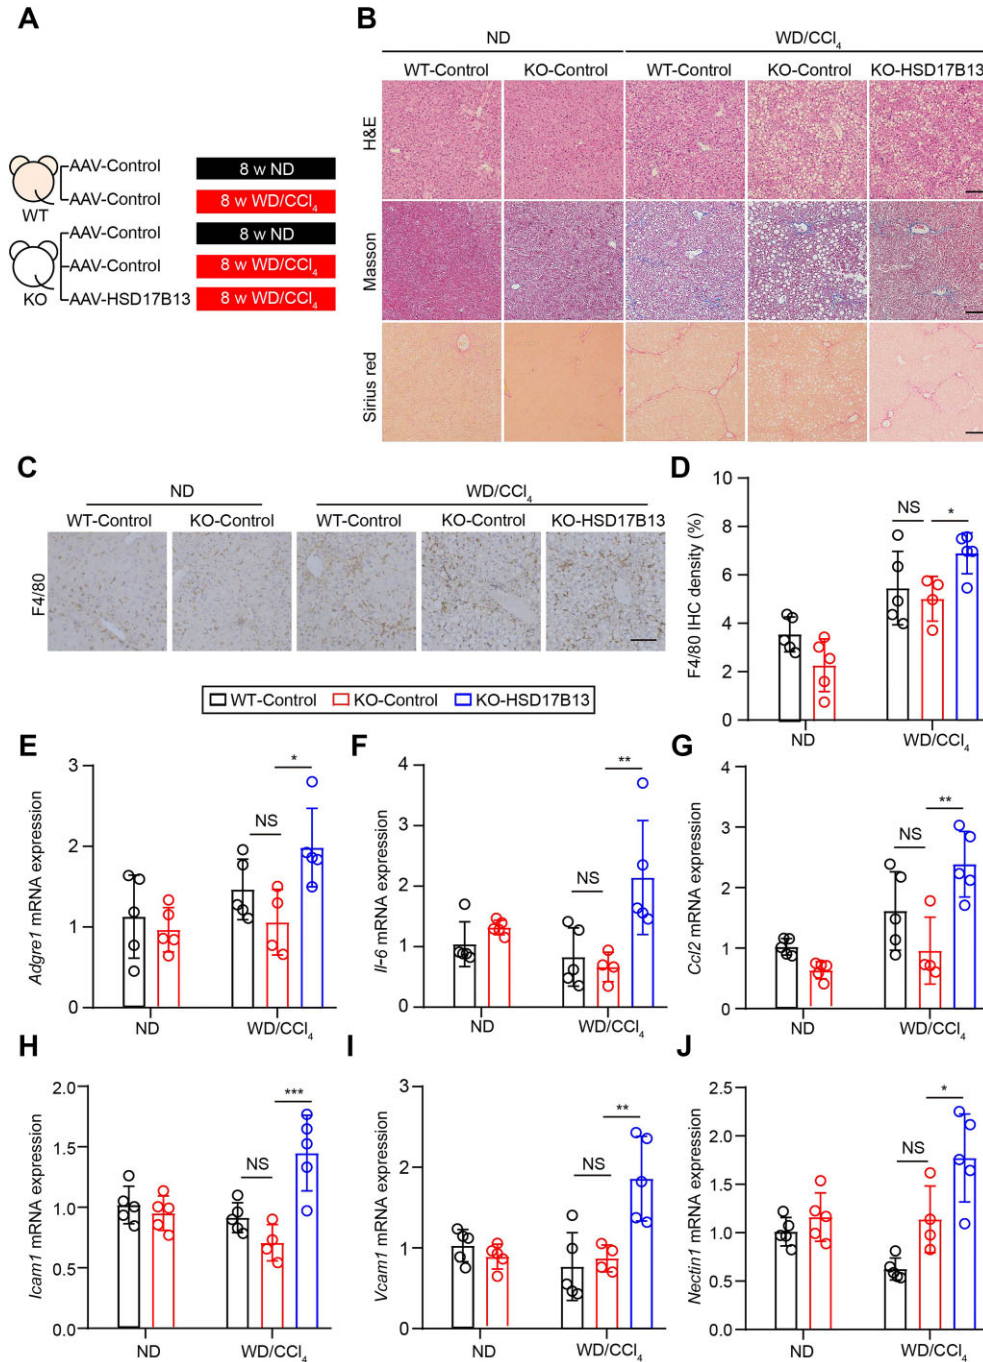 A
AAV-Control
8 w ND
AAV-Control
8 w WD/CCl₄
WT
AAV-Control
8 w ND
AAV-Control
8 w WD/CCl₄
KO
AAV-HSD17B13
8 w WD/CCl₄
B
ND
WD/CCl₄
WT-Control
KO-Control
WT-Control
KO-Control
KO-HSD17B13
H&E
Masson
Sirius red
C
ND
WD/CCl₄
WT-Control
KO-Control
WT-Control
KO-Control
KO-HSD17B13
F4/80
D
F4/80 IHC density (%)
10
8
6
4
2
0
NS
*
ND
WD/CCl₄
WT-Control
KO-Control
KO-HSD17B13
E
Adgre1 mRNA expression
3
2
1
0
NS
*
ND
WD/CCl₄
F
Il-6 mRNA expression
4
3
2
1
0
NS
**
ND
WD/CCl₄
G
Ccl2 mRNA expression
4
3
2
1
0
NS
**
ND
WD/CCl₄
H
Icam1 mRNA expression
2.0
1.5
1.0
0.5
0.0
NS
***
ND
WD/CCl₄
I
Vcam1 mRNA expression
3
2
1
0
NS
**
ND
WD/CCl₄
J
Nectin1 mRNA expression
2.5
2.0
1.5
1.0
0.5
0.0
NS
*
ND
WD/CCl₄